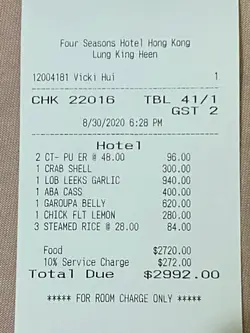 Four Seasons Hotel Hong Kong
Lung King Heen
12004181 Vicki Hui 1
CHK 22016 TBL 41/1
GST 2
8/30/2020 6:28 PM
Hotel
2 CT- PU ER @ 48.00 96.00
1 CRAB SHELL 300.00
1 LOB LEEKS GARLIC 940.00
1 ABA CASS 400.00
1 GAROUPA BELLY 620.00
1 CHICK FLT LEMON 280.00
3 STEAMED RICE @ 28.00 84.00
Food $2720.00
10% Service Charge $272.00
Total Due $2992.00
***** FOR ROOM CHARGE ONLY *****